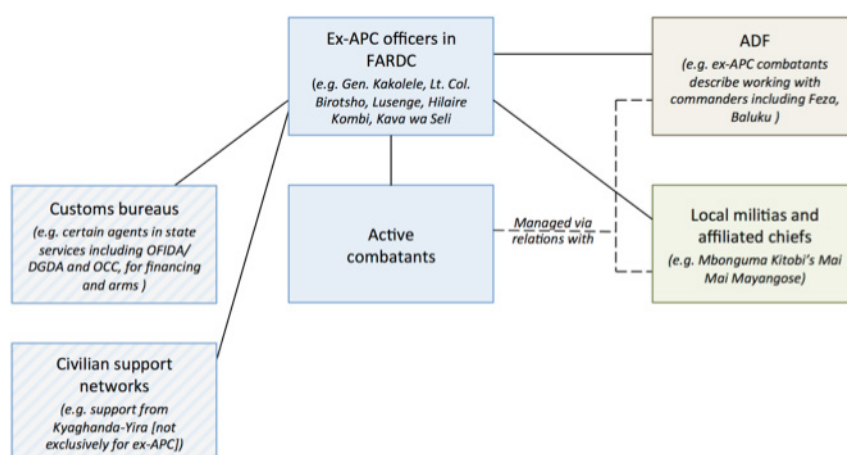 Ex-APC officers in
FARDC
(e.g. Gen. Kakolele, Lt. Col.
Birotsho, Lusenge, Hilaire
Kombi, Kava wa Seli
ADF
(e.g. ex-APC combatants
describe working with
commanders including Feza,
Baluku )
Customs bureaus
(e.g. certain agents in state
services including OFIDA/
DGDA and OCC, for financing
and arms )
Active
combatants
Managed via
relations with
Local militias and
affiliated chiefs
(e.g. Mbonguma Kitobi's Mai
Mai Mayangose)
Civilian support
networks
(e.g. support from
Kyaghanda-Yira [not
exclusively for ex-APC])